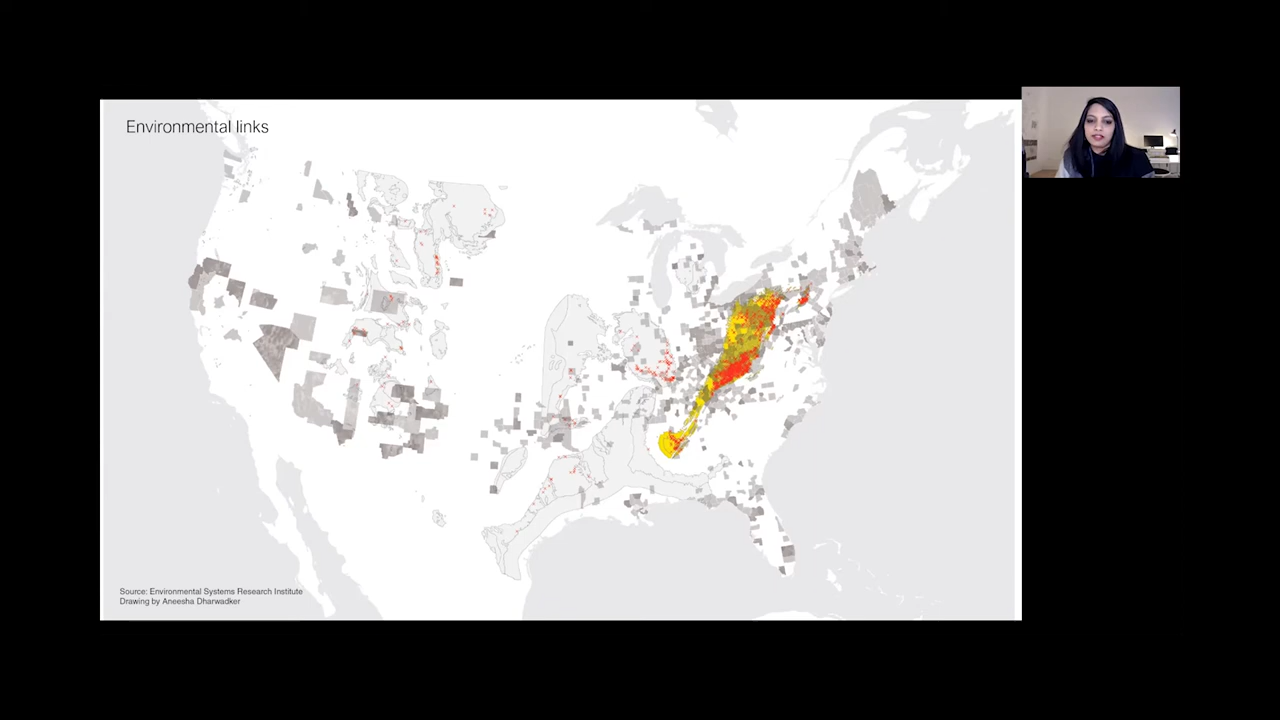 Environmental links
Source: Environmental Systems Research Institute
Drawing by Aneesha Dharwadker